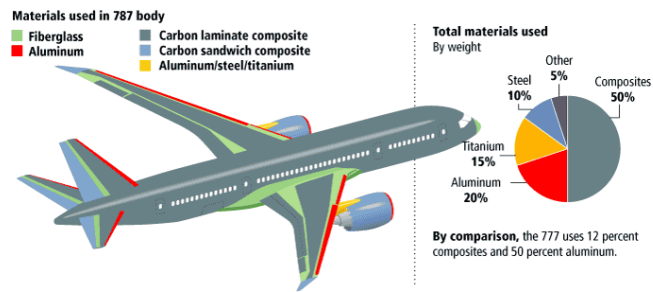 Materials used in 787 body
Fiberglass
Aluminum
Carbon laminate composite
Carbon sandwich composite
Aluminum/steel/titanium
Total materials used
By weight
Other
5%
Steel
10%
Composites
50%
Titanium
15%
Aluminum
20%
By comparison, the 777 uses 12 percent
composites and 50 percent aluminum.